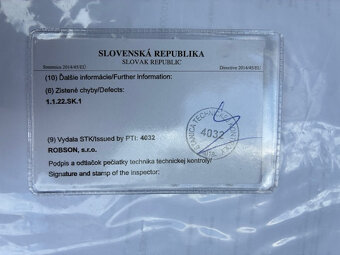 SLOVENSKÁ REPUBLIKA
SLOVAK REPUBLIC
Smernica 2014/45/EU
Directive 2014/45/EU
(10) Ďalšie informácie/Further information:
(6) Zistené chyby/Defects:
1.1.22.SK.1
(9) Vydala STK/Issued by PTI: 4032
ROBSON, s.r.o.
Podpis a odtlačok pečiatky technika technickej kontroly/
Signature and stamp of the inspector:
4032